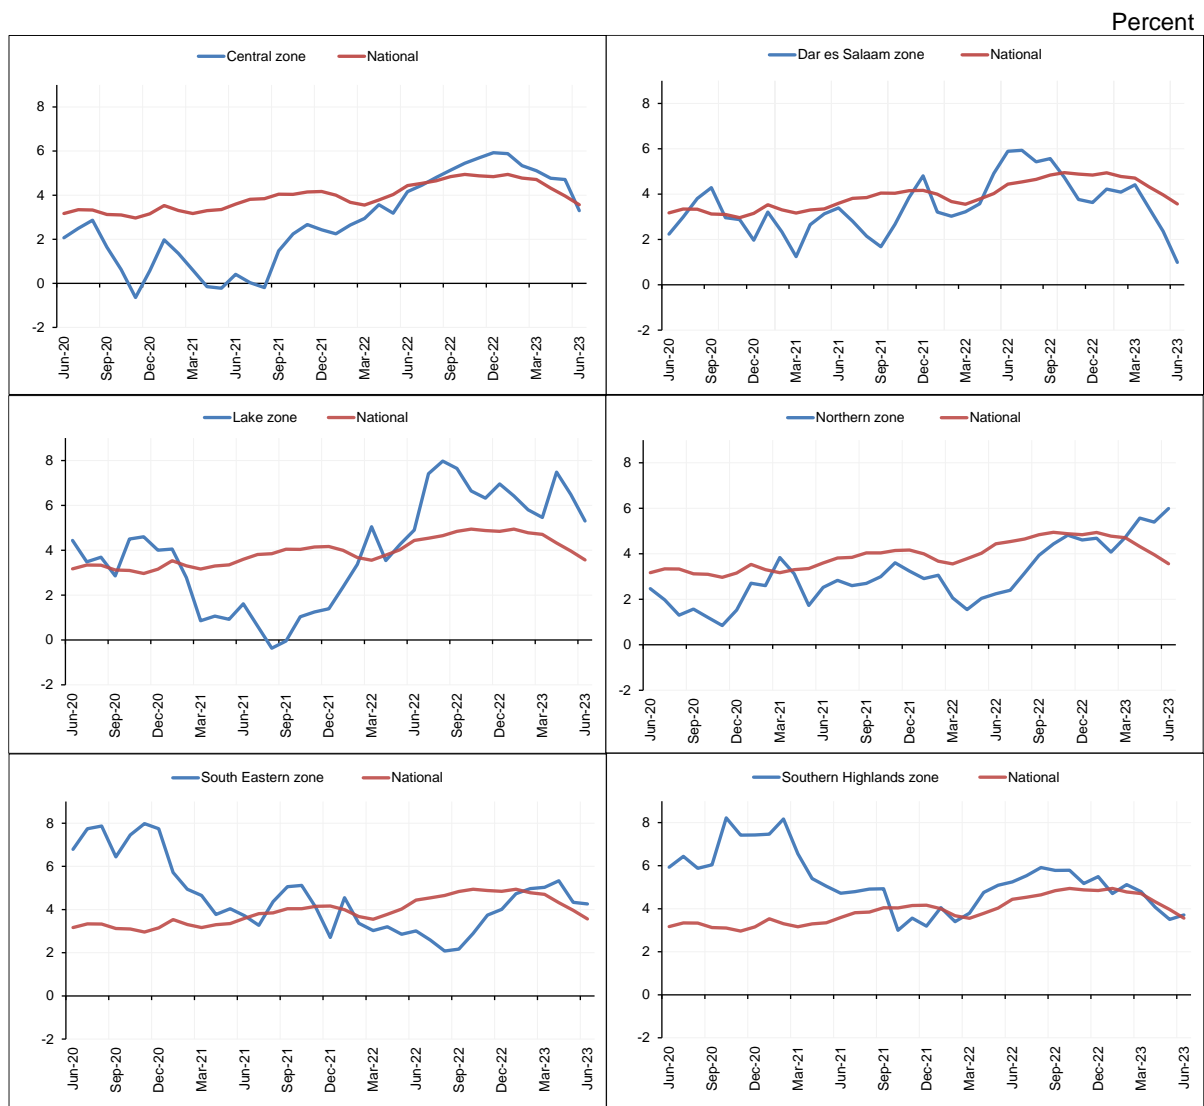 Percent
Central zone National
8
6
4
2
0
-2
Jun-20 Sep-20 Dec-20 Mar-21 Jun-21 Sep-21 Dec-21 Mar-22 Jun-22 Sep-22 Dec-22 Mar-23 Jun-23
Dar es Salaam zone National
8
6
4
2
0
-2
Jun-20 Sep-20 Dec-20 Mar-21 Jun-21 Sep-21 Dec-21 Mar-22 Jun-22 Sep-22 Dec-22 Mar-23 Jun-23
Lake zone National
8
6
4
2
0
-2
Jun-20 Sep-20 Dec-20 Mar-21 Jun-21 Sep-21 Dec-21 Mar-22 Jun-22 Sep-22 Dec-22 Mar-23 Jun-23
Northern zone National
8
6
4
2
0
-2
Jun-20 Sep-20 Dec-20 Mar-21 Jun-21 Sep-21 Dec-21 Mar-22 Jun-22 Sep-22 Dec-22 Mar-23 Jun-23
South Eastern zone National
8
6
4
2
0
-2
Jun-20 Sep-20 Dec-20 Mar-21 Jun-21 Sep-21 Dec-21 Mar-22 Jun-22 Sep-22 Dec-22 Mar-23 Jun-23
Southern Highlands zone National
8
6
4
2
0
-2
Jun-20 Sep-20 Dec-20 Mar-21 Jun-21 Sep-21 Dec-21 Mar-22 Jun-22 Sep-22 Dec-22 Mar-23 Jun-23